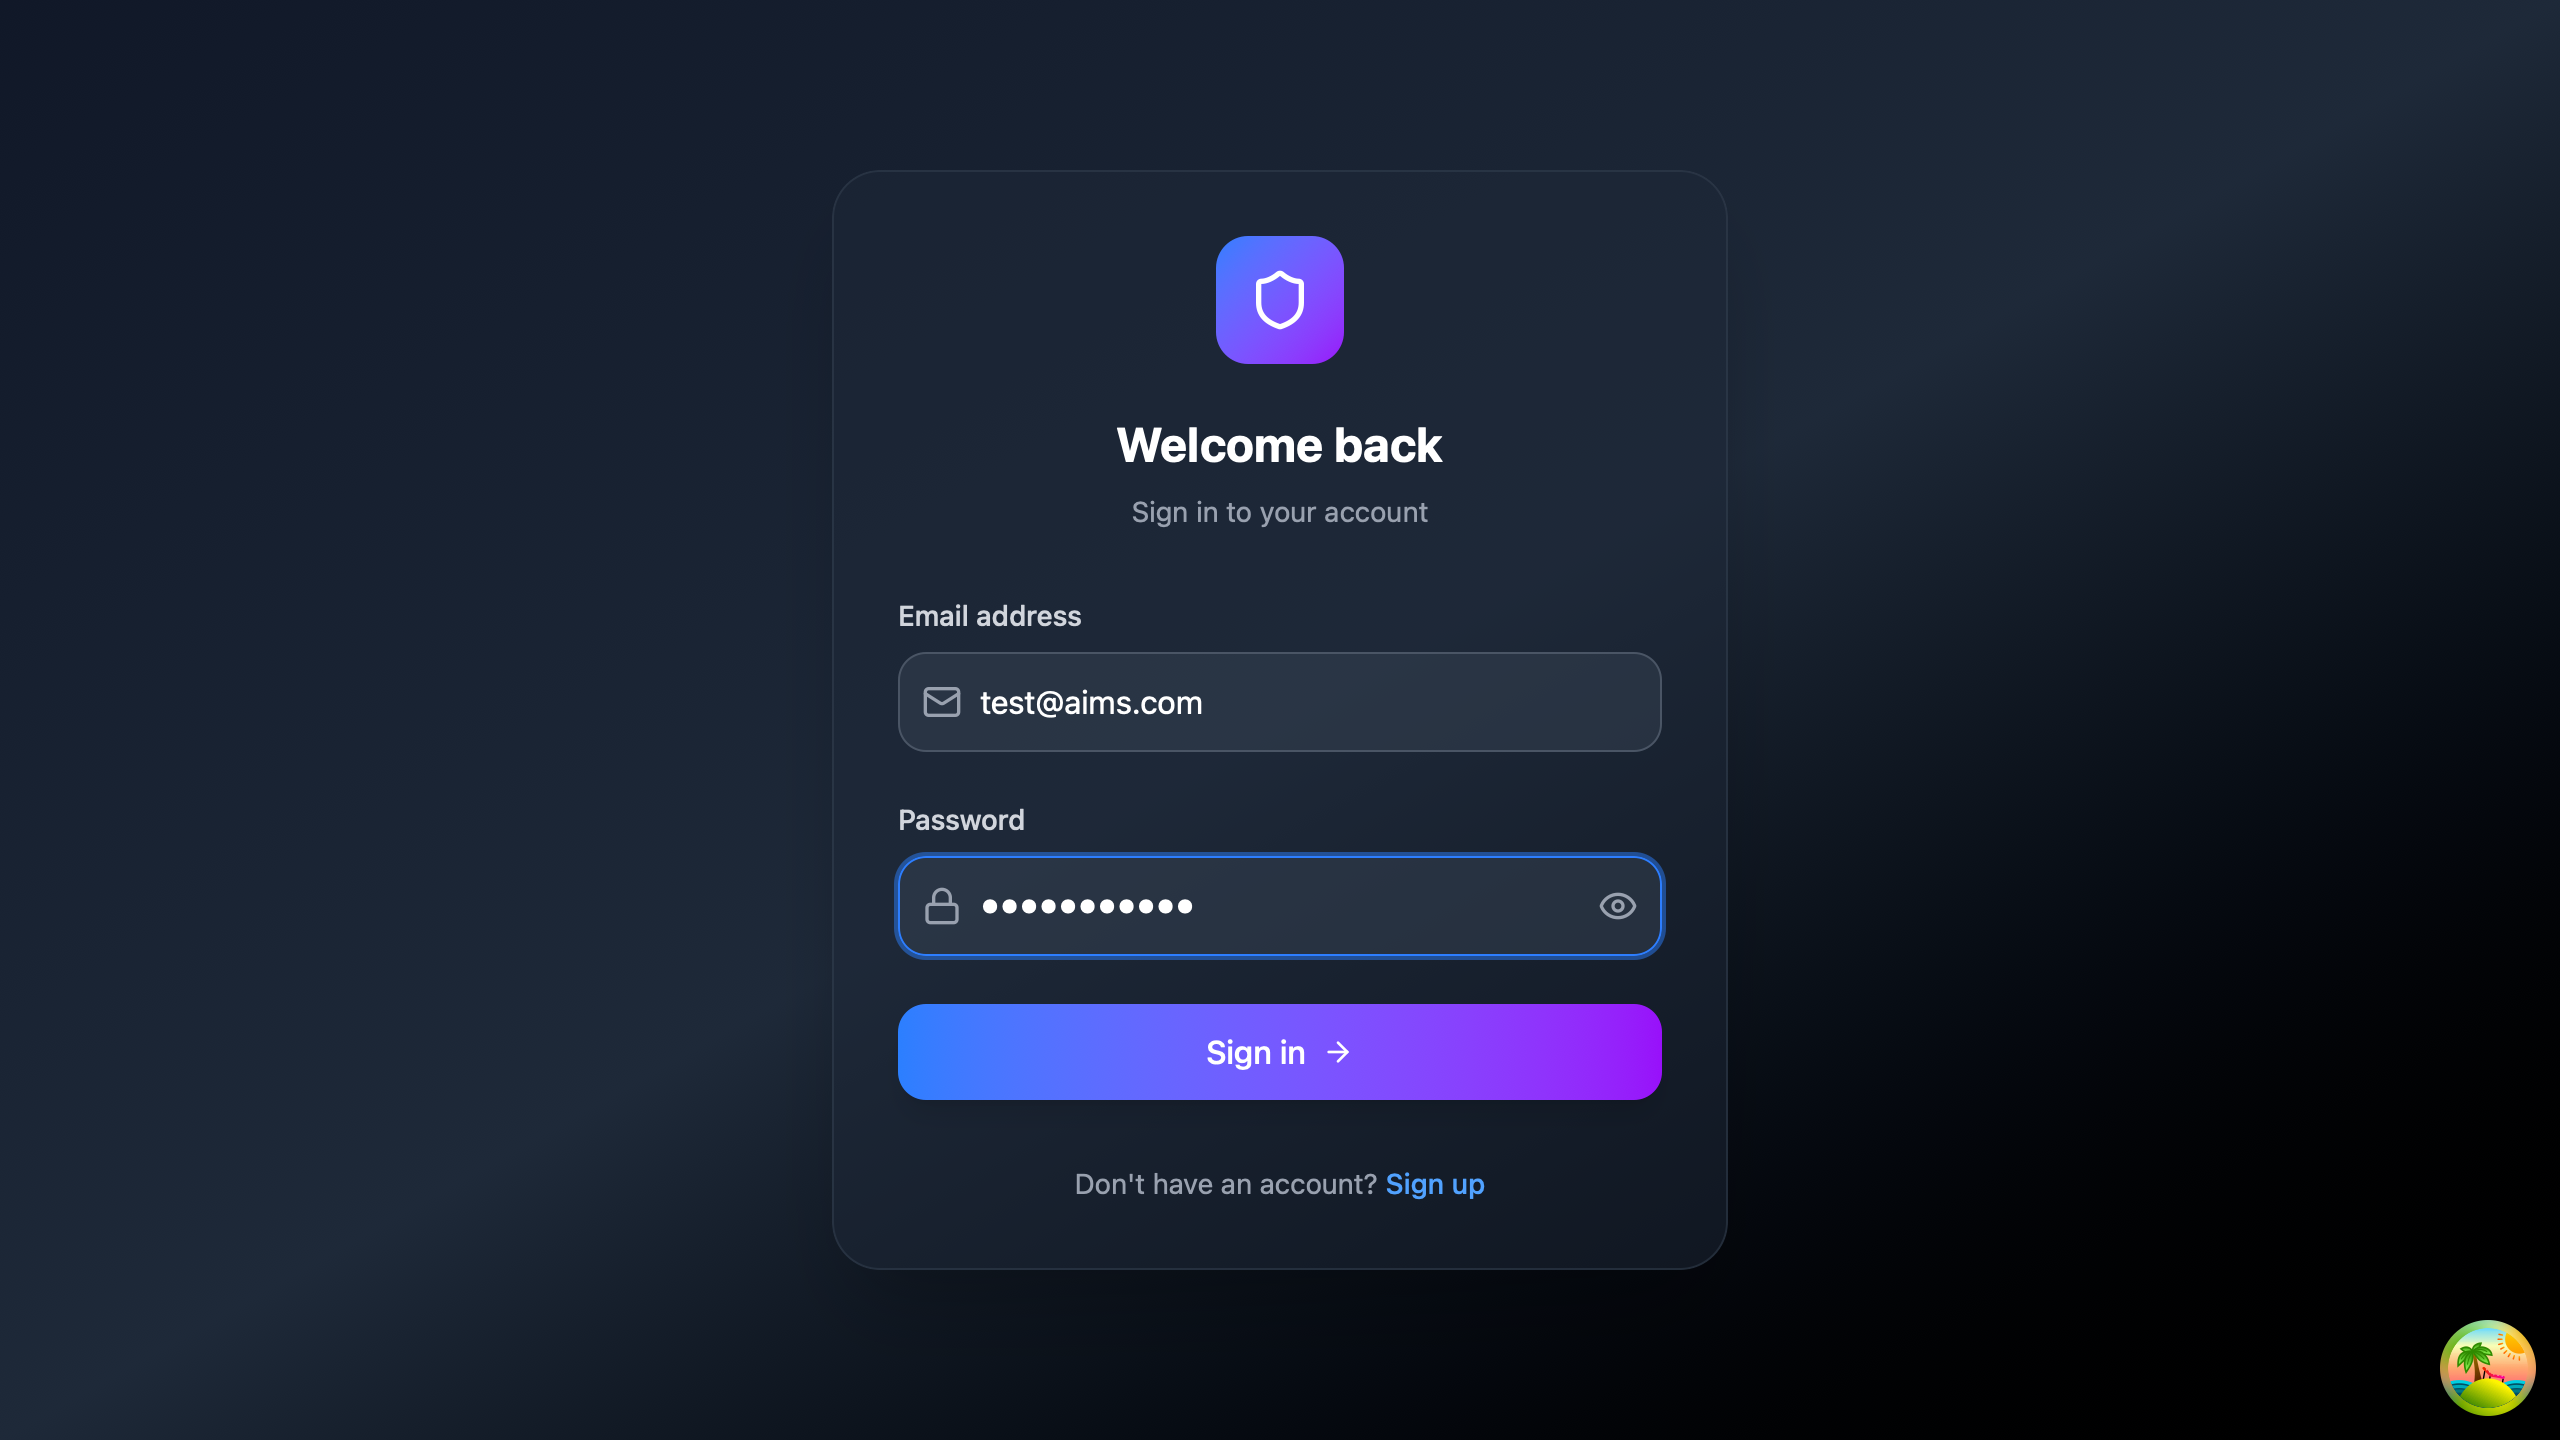 Welcome back
Sign in to your account
Email address
test@aims.com
Password
•••••••••••
Sign in →
Don't have an account? Sign up